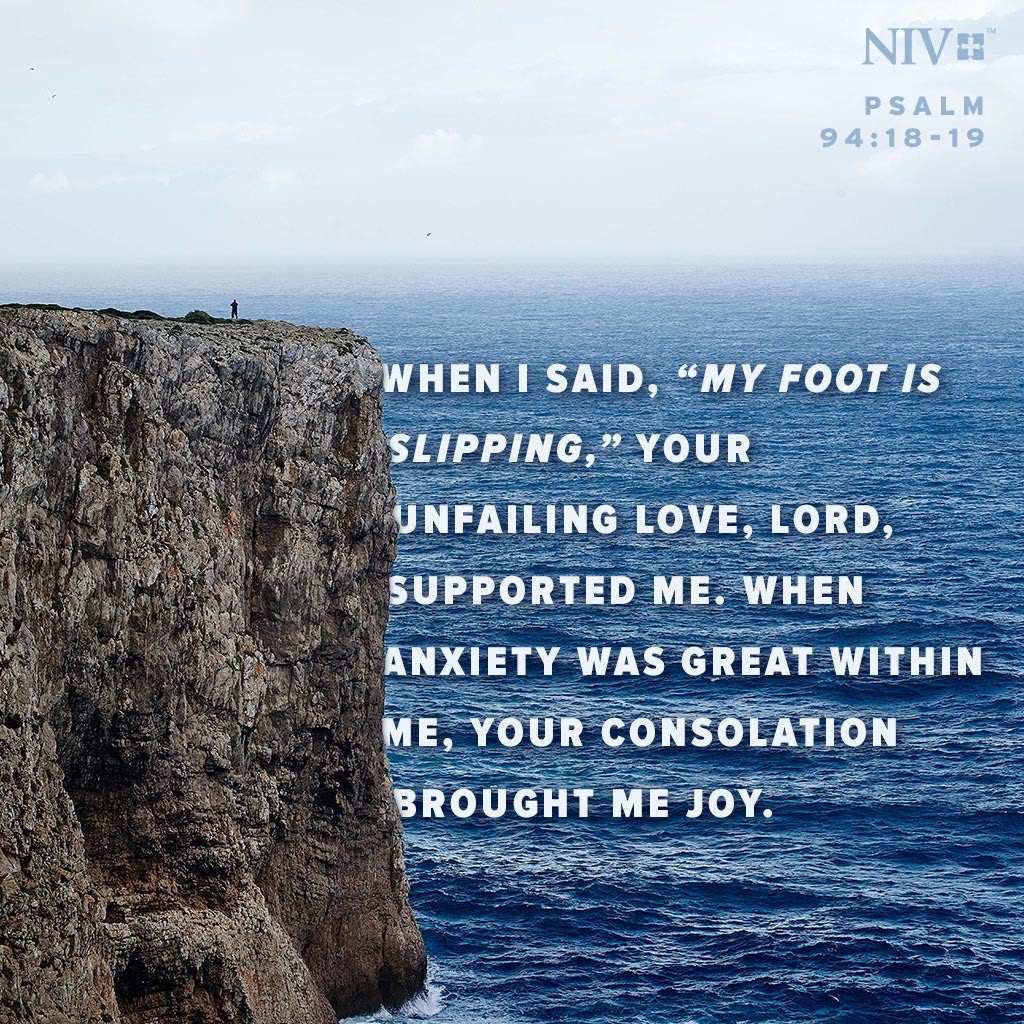 NIV™
PSALM
94:18-19
WHEN I SAID, “MY FOOT IS
SLIPPING,” YOUR
UNFAILING LOVE, LORD,
SUPPORTED ME. WHEN
ANXIETY WAS GREAT WITHIN
ME, YOUR CONSOLATION
BROUGHT ME JOY.